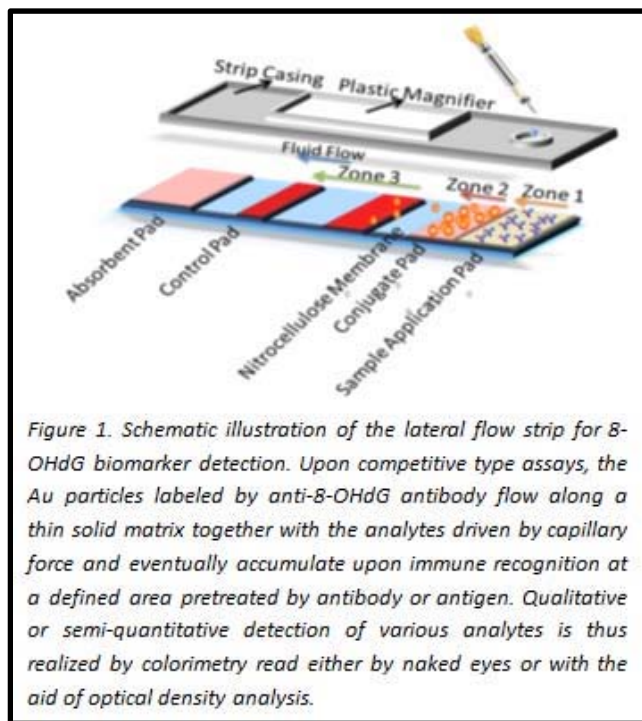 Strip Casing
Plastic Magnifier
Fluid Flow
Zone 3
Zone 2
Zone 1
Absorbent Pad
Control Pad
Nitrocellulose Membrane
Conjugate Pad
Sample Application Pad
Figure 1. Schematic illustration of the lateral flow strip for 8-
OHdG biomarker detection. Upon competitive type assays, the
Au particles labeled by anti-8-OHdG antibody flow along a
thin solid matrix together with the analytes driven by capillary
force and eventually accumulate upon immune recognition at
a defined area pretreated by antibody or antigen. Qualitative
or semi-quantitative detection of various analytes is thus
realized by colorimetry read either by naked eyes or with the
aid of optical density analysis.